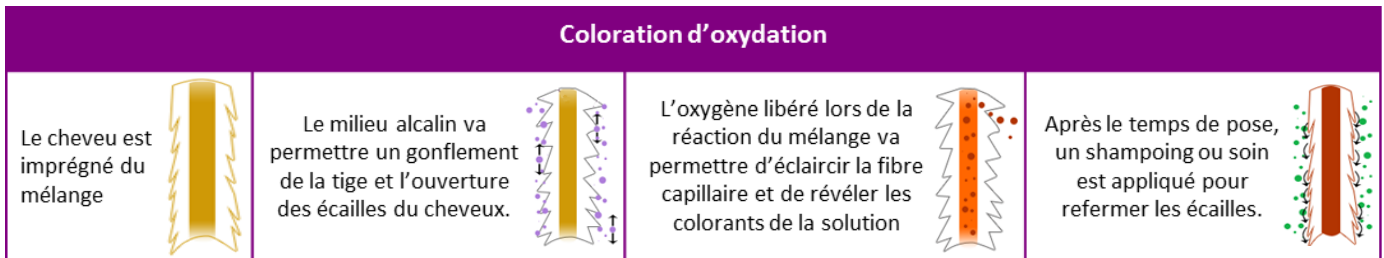 Coloration d’oxydation
Le cheveu est
imprégné du
mélange
Le milieu alcalin va
permettre un gonflement
de la tige et l’ouverture
des écailles du cheveux.
L’oxygène libéré lors de la
réaction du mélange va
permettre d’éclaircir la fibre
capillaire et de révéler les
colorants de la solution
Après le temps de pose,
un shampoing ou soin
est appliqué pour
refermer les écailles.